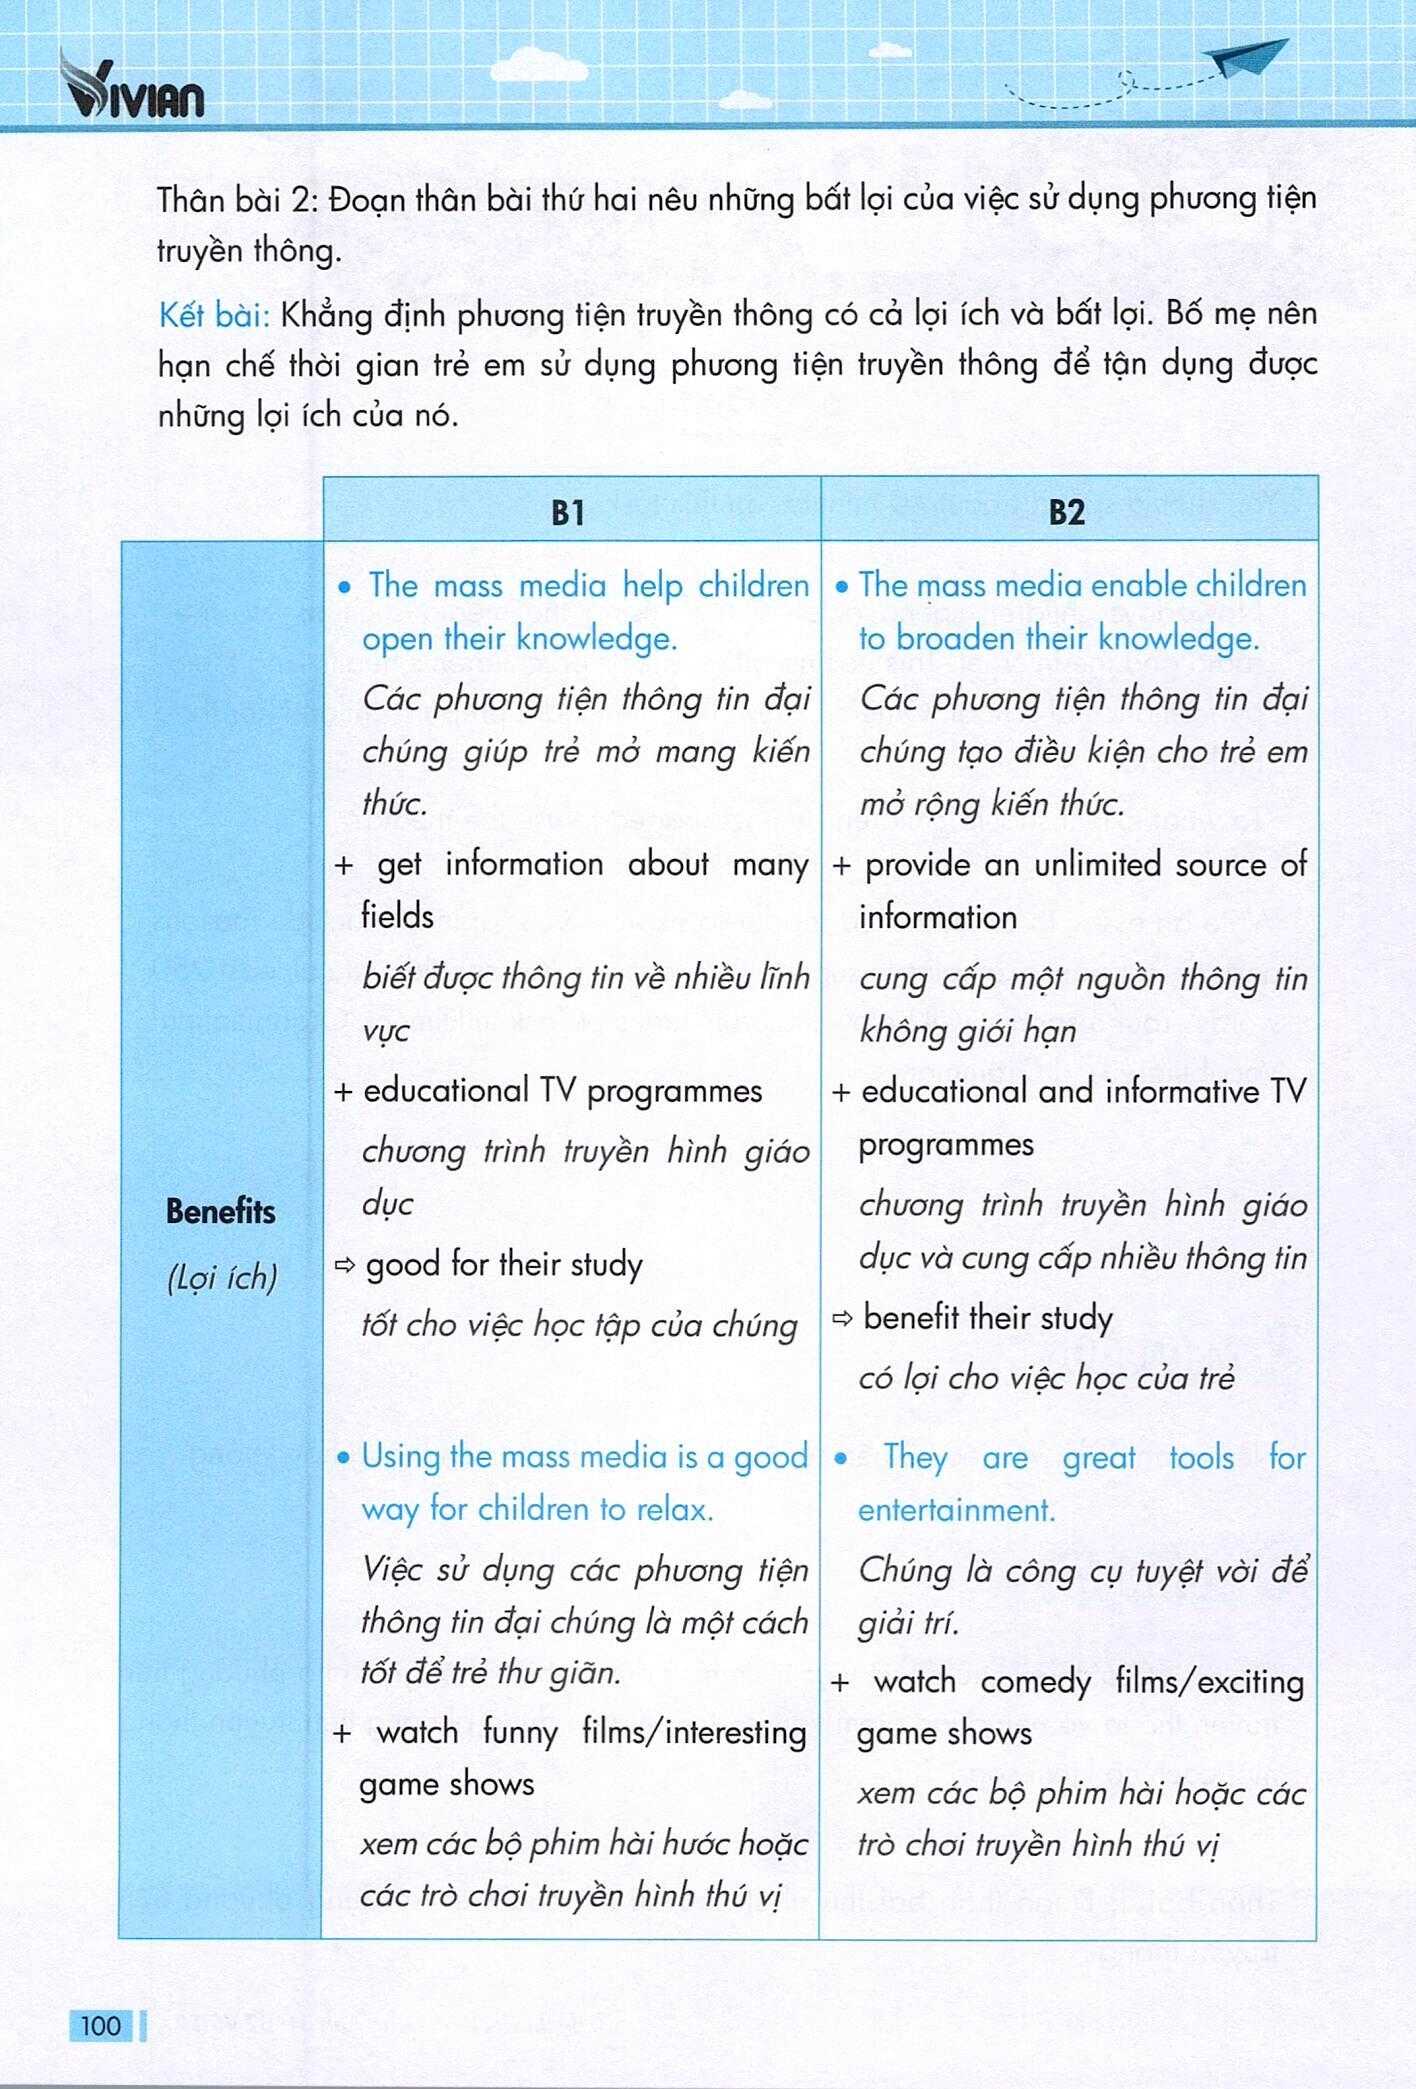 VIVIAN
Thân bài 2: Đoạn thân bài thứ hai nêu những bất lợi của việc sử dụng phương tiện
truyền thông.
Kết bài: Khẳng định phương tiện truyền thông có cả lợi ích và bất lợi. Bố mẹ nên
hạn chế thời gian trẻ em sử dụng phương tiện truyền thông để tận dụng được
những lợi ích của nó.
B1
B2
Benefits
(Lợi ích)
• The mass media help children
open their knowledge.
Các phương tiện thông tin đại
chúng giúp trẻ mở mang kiến
thức.
+ get information about many
fields
biết được thông tin về nhiều lĩnh
vực
+ educational TV programmes
chương trình truyền hình giáo
dục
⇨ good for their study
tốt cho việc học tập của chúng
• Using the mass media is a good
way for children to relax.
Việc sử dụng các phương tiện
thông tin đại chúng là một cách
tốt để trẻ thư giãn.
+ watch funny films/interesting
game shows
xem các bộ phim hài hước hoặc
các trò chơi truyền hình thú vị
• The mass media enable children
to broaden their knowledge.
Các phương tiện thông tin đại
chúng tạo điều kiện cho trẻ em
mở rộng kiến thức.
+ provide an unlimited source of
information
cung cấp một nguồn thông tin
không giới hạn
+ educational and informative TV
programmes
chương trình truyền hình giáo
dục và cung cấp nhiều thông tin
⇨ benefit their study
có lợi cho việc học của trẻ
• They are great tools for
entertainment.
Chúng là công cụ tuyệt vời để
giải trí.
+ watch comedy films/exciting
game shows
xem các bộ phim hài hoặc các
trò chơi truyền hình thú vị
100